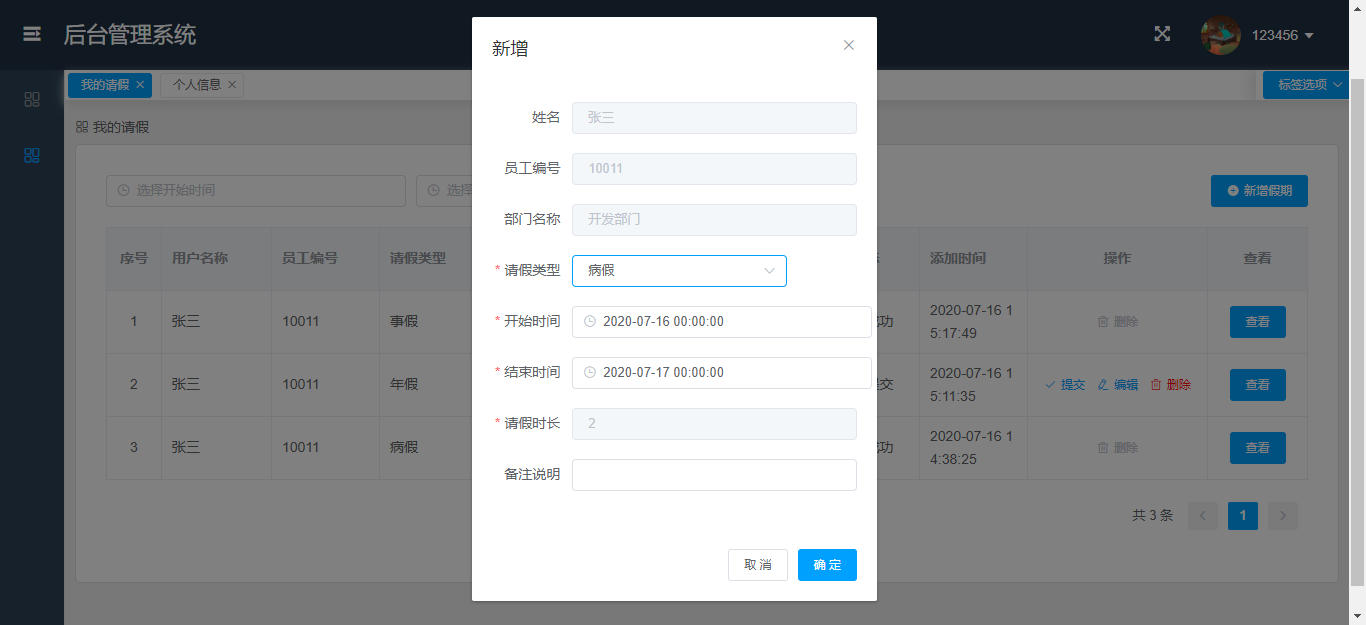 后台管理系统
123456
我的请假 ×
个人信息 ×
标签选项
我的请假
选择开始时间
选择
新增假期
序号 用户名称 员工编号 请假类型 添加时间 操作 查看
1 张三 10011 事假 功 2020-07-16 1
5:17:49 删除 查看
2 张三 10011 年假 交 2020-07-16 1
5:11:35 提交 编辑 删除 查看
3 张三 10011 病假 功 2020-07-16 1
4:38:25 删除 查看
共 3 条 < 1 >
新增 ×
姓名 张三
员工编号 10011
部门名称 开发部门
* 请假类型 病假
* 开始时间 2020-07-16 00:00:00
* 结束时间 2020-07-17 00:00:00
* 请假时长 2
备注说明
取消 确定